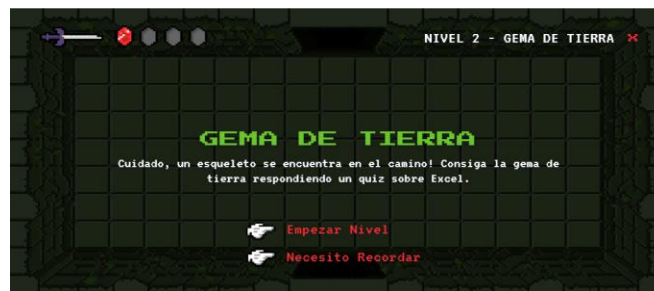 NIVEL 2 - GEMA DE TIERRA X
GEMA DE TIERRA
Cuidado, un esqueleto se encuentra en el camino! Consiga la gema de
tierra respondiendo un quiz sobre Excel.
Empezar Nivel
Necesito Recordar